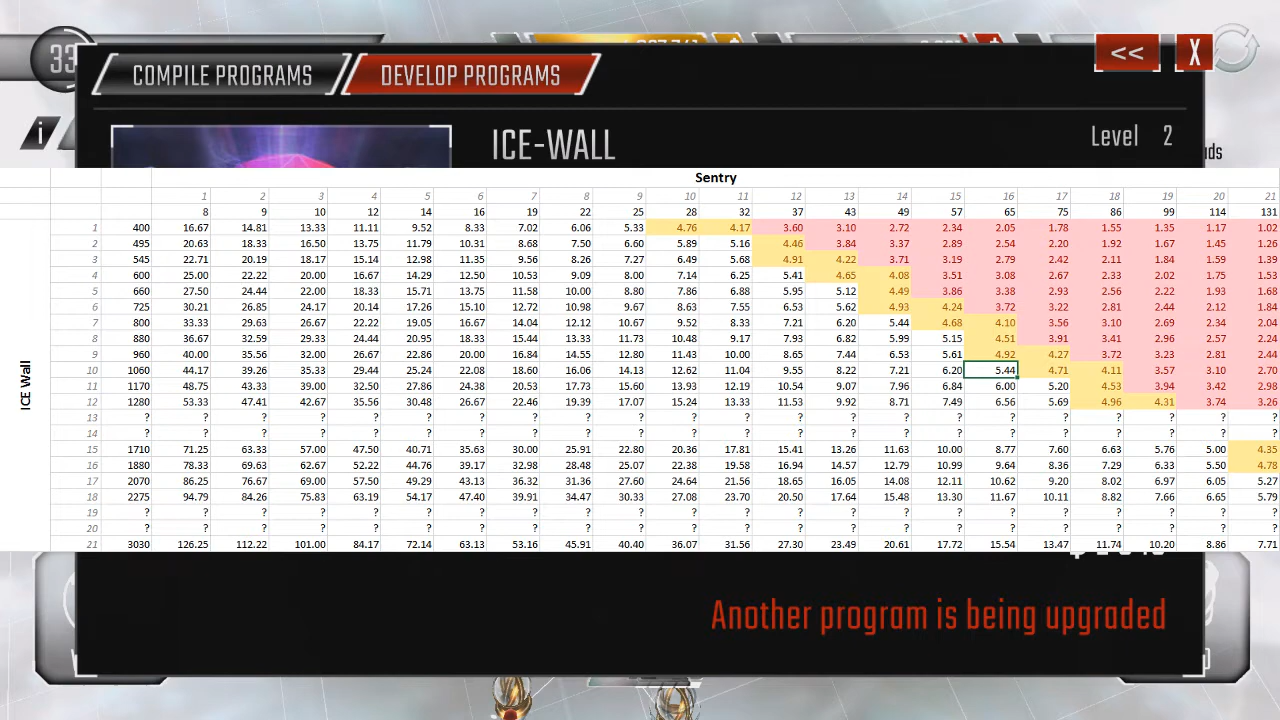 33
COMPILE PROGRAMS DEVELOP PROGRAMS << X
i ICE-WALL Level 2
ds
Sentry
1 2 3 4 5 6 7 8 9 10 11 12 13 14 15 16 17 18 19 20 21
8 9 10 12 14 16 19 22 25 28 32 37 43 49 57 65 75 86 99 114 131
1 400 16.67 14.81 13.33 11.11 9.52 8.33 7.02 6.06 5.33 4.76 4.17 3.60 3.10 2.72 2.34 2.05 1.78 1.55 1.35 1.17 1.02
2 495 20.63 18.33 16.50 13.75 11.79 10.31 8.68 7.50 6.60 5.89 5.16 4.46 3.84 3.37 2.89 2.54 2.20 1.92 1.67 1.45 1.26
3 545 22.71 20.19 18.17 15.14 12.98 11.35 9.56 8.26 7.27 6.49 5.68 4.91 4.22 3.71 3.19 2.79 2.42 2.11 1.84 1.59 1.39
4 600 25.00 22.22 20.00 16.67 14.29 12.50 10.53 9.09 8.00 7.14 6.25 5.41 4.65 4.08 3.51 3.08 2.67 2.33 2.02 1.75 1.53
5 660 27.50 24.44 22.00 18.33 15.71 13.75 11.58 10.00 8.80 7.86 6.88 5.95 5.12 4.49 3.86 3.38 2.93 2.56 2.22 1.93 1.68
6 725 30.21 26.85 24.17 20.14 17.26 15.10 12.72 10.98 9.67 8.63 7.55 6.53 5.62 4.93 4.24 3.72 3.22 2.81 2.44 2.12 1.84
7 800 33.33 29.63 26.67 22.22 19.05 16.67 14.04 12.12 10.67 9.52 8.33 7.21 6.20 5.44 4.68 4.10 3.56 3.10 2.69 2.34 2.04
8 880 36.67 32.59 29.33 24.44 20.95 18.33 15.44 13.33 11.73 10.48 9.17 7.93 6.82 5.99 5.15 4.51 3.91 3.41 2.96 2.57 2.24
9 960 40.00 35.56 32.00 26.67 22.86 20.00 16.84 14.55 12.80 11.43 10.00 8.65 7.44 6.53 5.61 4.92 4.27 3.72 3.23 2.81 2.44
10 1060 44.17 39.26 35.33 29.44 25.24 22.08 18.60 16.06 14.13 12.62 11.04 9.55 8.22 7.21 6.20 5.44 4.71 4.11 3.57 3.10 2.70
11 1170 48.75 43.33 39.00 32.50 27.86 24.38 20.53 17.73 15.60 13.93 12.19 10.54 9.07 7.96 6.84 6.00 5.20 4.53 3.94 3.42 2.98
12 1280 53.33 47.41 42.67 35.56 30.48 26.67 22.46 19.39 17.07 15.24 13.33 11.53 9.92 8.71 7.49 6.56 5.69 4.96 4.31 3.74 3.26
13 ? ? ? ? ? ? ? ? ? ? ? ? ? ? ? ? ? ? ? ? ? ?
14 ? ? ? ? ? ? ? ? ? ? ? ? ? ? ? ? ? ? ? ? ? ?
15 1710 71.25 63.33 57.00 47.50 40.71 35.63 30.00 25.91 22.80 20.36 17.81 15.41 13.26 11.63 10.00 8.77 7.60 6.63 5.76 5.00 4.35
16 1880 78.33 69.63 62.67 52.22 44.76 39.17 32.98 28.48 25.07 22.38 19.58 16.94 14.57 12.79 10.99 9.64 8.36 7.29 6.33 5.50 4.78
17 2070 86.25 76.67 69.00 57.50 49.29 43.13 36.32 31.36 27.60 24.64 21.56 18.65 16.05 14.08 12.11 10.62 9.20 8.02 6.97 6.05 5.27
18 2275 94.79 84.26 75.83 63.19 54.17 47.40 39.91 34.47 30.33 27.08 23.70 20.50 17.64 15.48 13.30 11.67 10.11 8.82 7.66 6.65 5.79
19 ? ? ? ? ? ? ? ? ? ? ? ? ? ? ? ? ? ? ? ? ? ?
20 ? ? ? ? ? ? ? ? ? ? ? ? ? ? ? ? ? ? ? ? ? ?
21 3030 126.25 112.22 101.00 84.17 72.14 63.13 53.16 45.91 40.40 36.07 31.56 27.30 23.49 20.61 17.72 15.54 13.47 11.74 10.20 8.86 7.71
ICE Wall
Another program is being upgraded